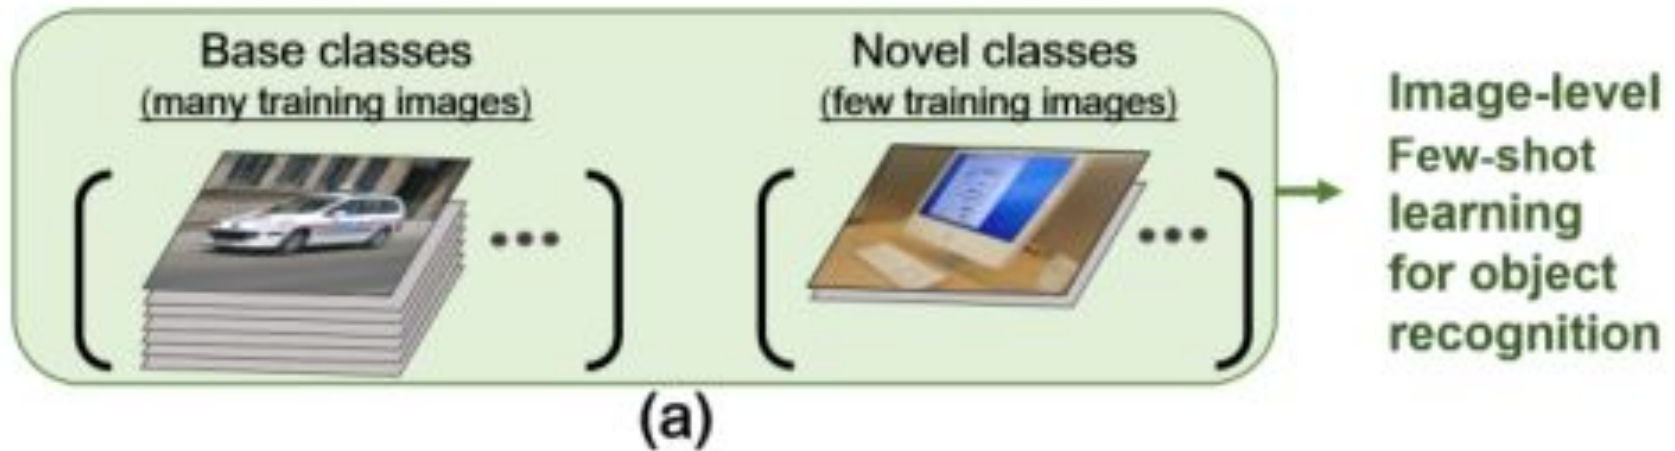 Base classes
(many training images)
Novel classes
(few training images)
Image-level
Few-shot
learning
for object
recognition
(a)